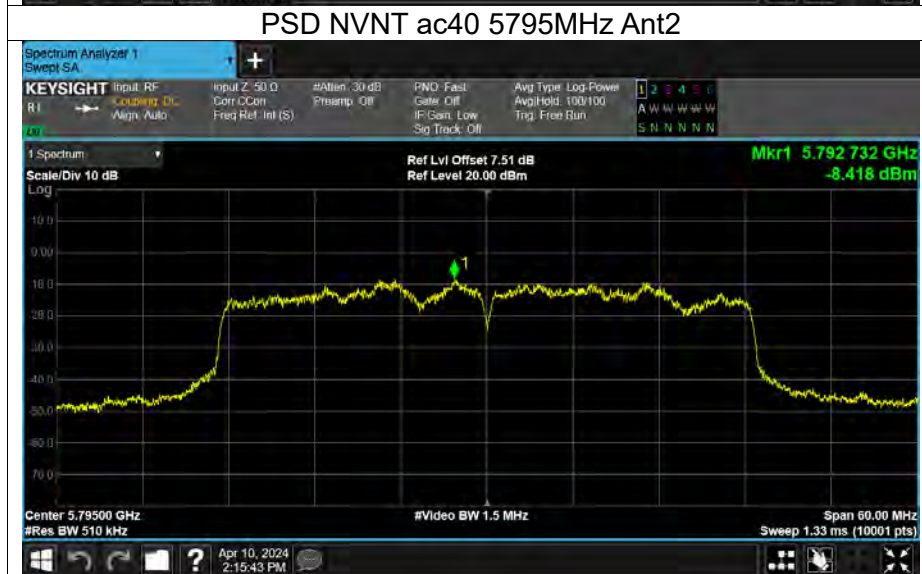 PSD NVNT ac40 5795MHz Ant2
Spectrum Analyzer 1
Swept SA
+
KEYSIGHT Input: RF
Coupling: DC
Align: Auto
Input Z: 50 Ω
Corr CCorr
Freq Ref: Int (S)
#Atten: 30 dB
Preamp: Off
PNO: Fast
Gate: Off
IF Gain: Low
Sig Track: Off
Avg Type: Log-Power
Avg|Hold: 100/100
Trig: Free Run
1 2 3 4 5 6
A W W W W W
S N N N N N
1 Spectrum
Scale/Div 10 dB
Log
Ref Lvl Offset 7.51 dB
Ref Level 20.00 dBm
Mkr1 5.792 732 GHz
-8.418 dBm
10.0
0.00
-10.0
-20.0
-30.0
-40.0
-50.0
-60.0
-70.0
1
Center 5.79500 GHz
#Res BW 510 kHz
#Video BW 1.5 MHz
Span 60.00 MHz
Sweep 1.33 ms (10001 pts)
?
Apr 10, 2024
2:15:43 PM